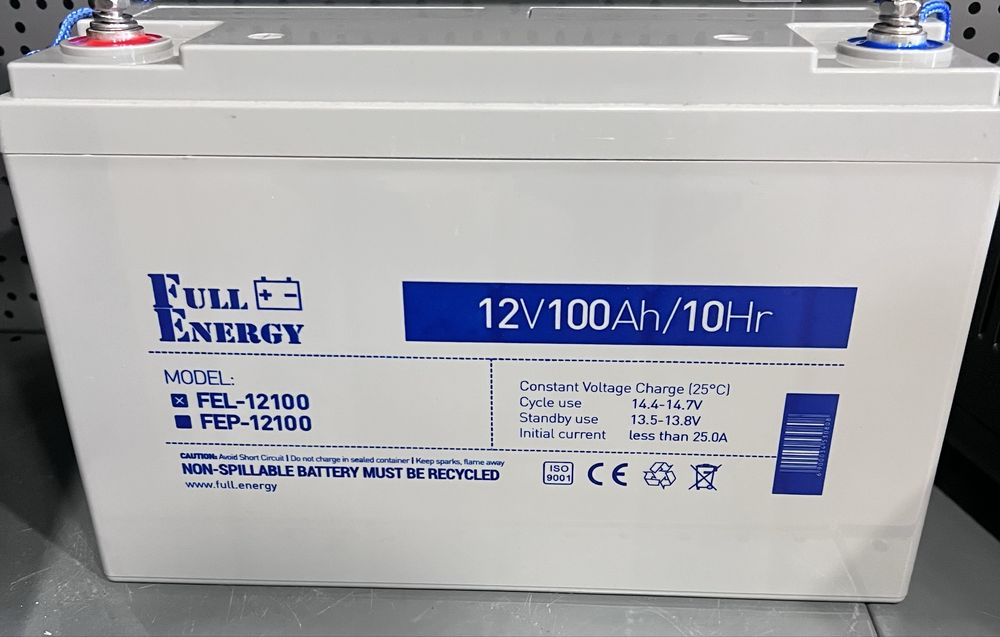 FULL
ENERGY
12V100Ah/10Hr
MODEL:
FEL-12100
FEP-12100
Constant Voltage Charge (25°C)
Cycle use 14.4-14.7V
Standby use 13.5-13.8V
Initial current less than 25.0A
CAUTION: Avoid Short Circuit | Do not charge in sealed container | Keep sparks, flame away
NON-SPILLABLE BATTERY MUST BE RECYCLED
www.full.energy
ISO
9001
CE